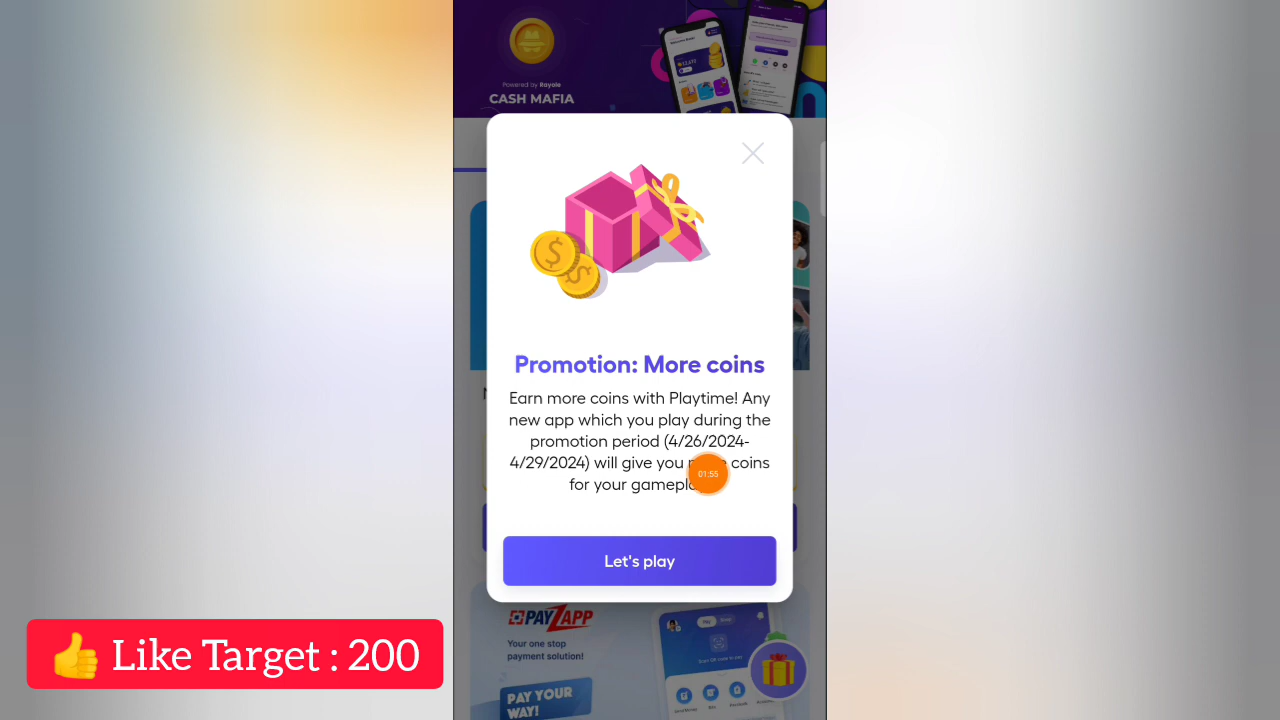 Powered by Rayole
CASH MAFIA
Promotion: More coins
Earn more coins with Playtime! Any
new app which you play during the
promotion period (4/26/2024-
4/29/2024) will give you coins
for your
01:55
Let's play
PAYZAPP
Your one stop
payment solution!
PAY YOUR
WAY!
Like Target : 200